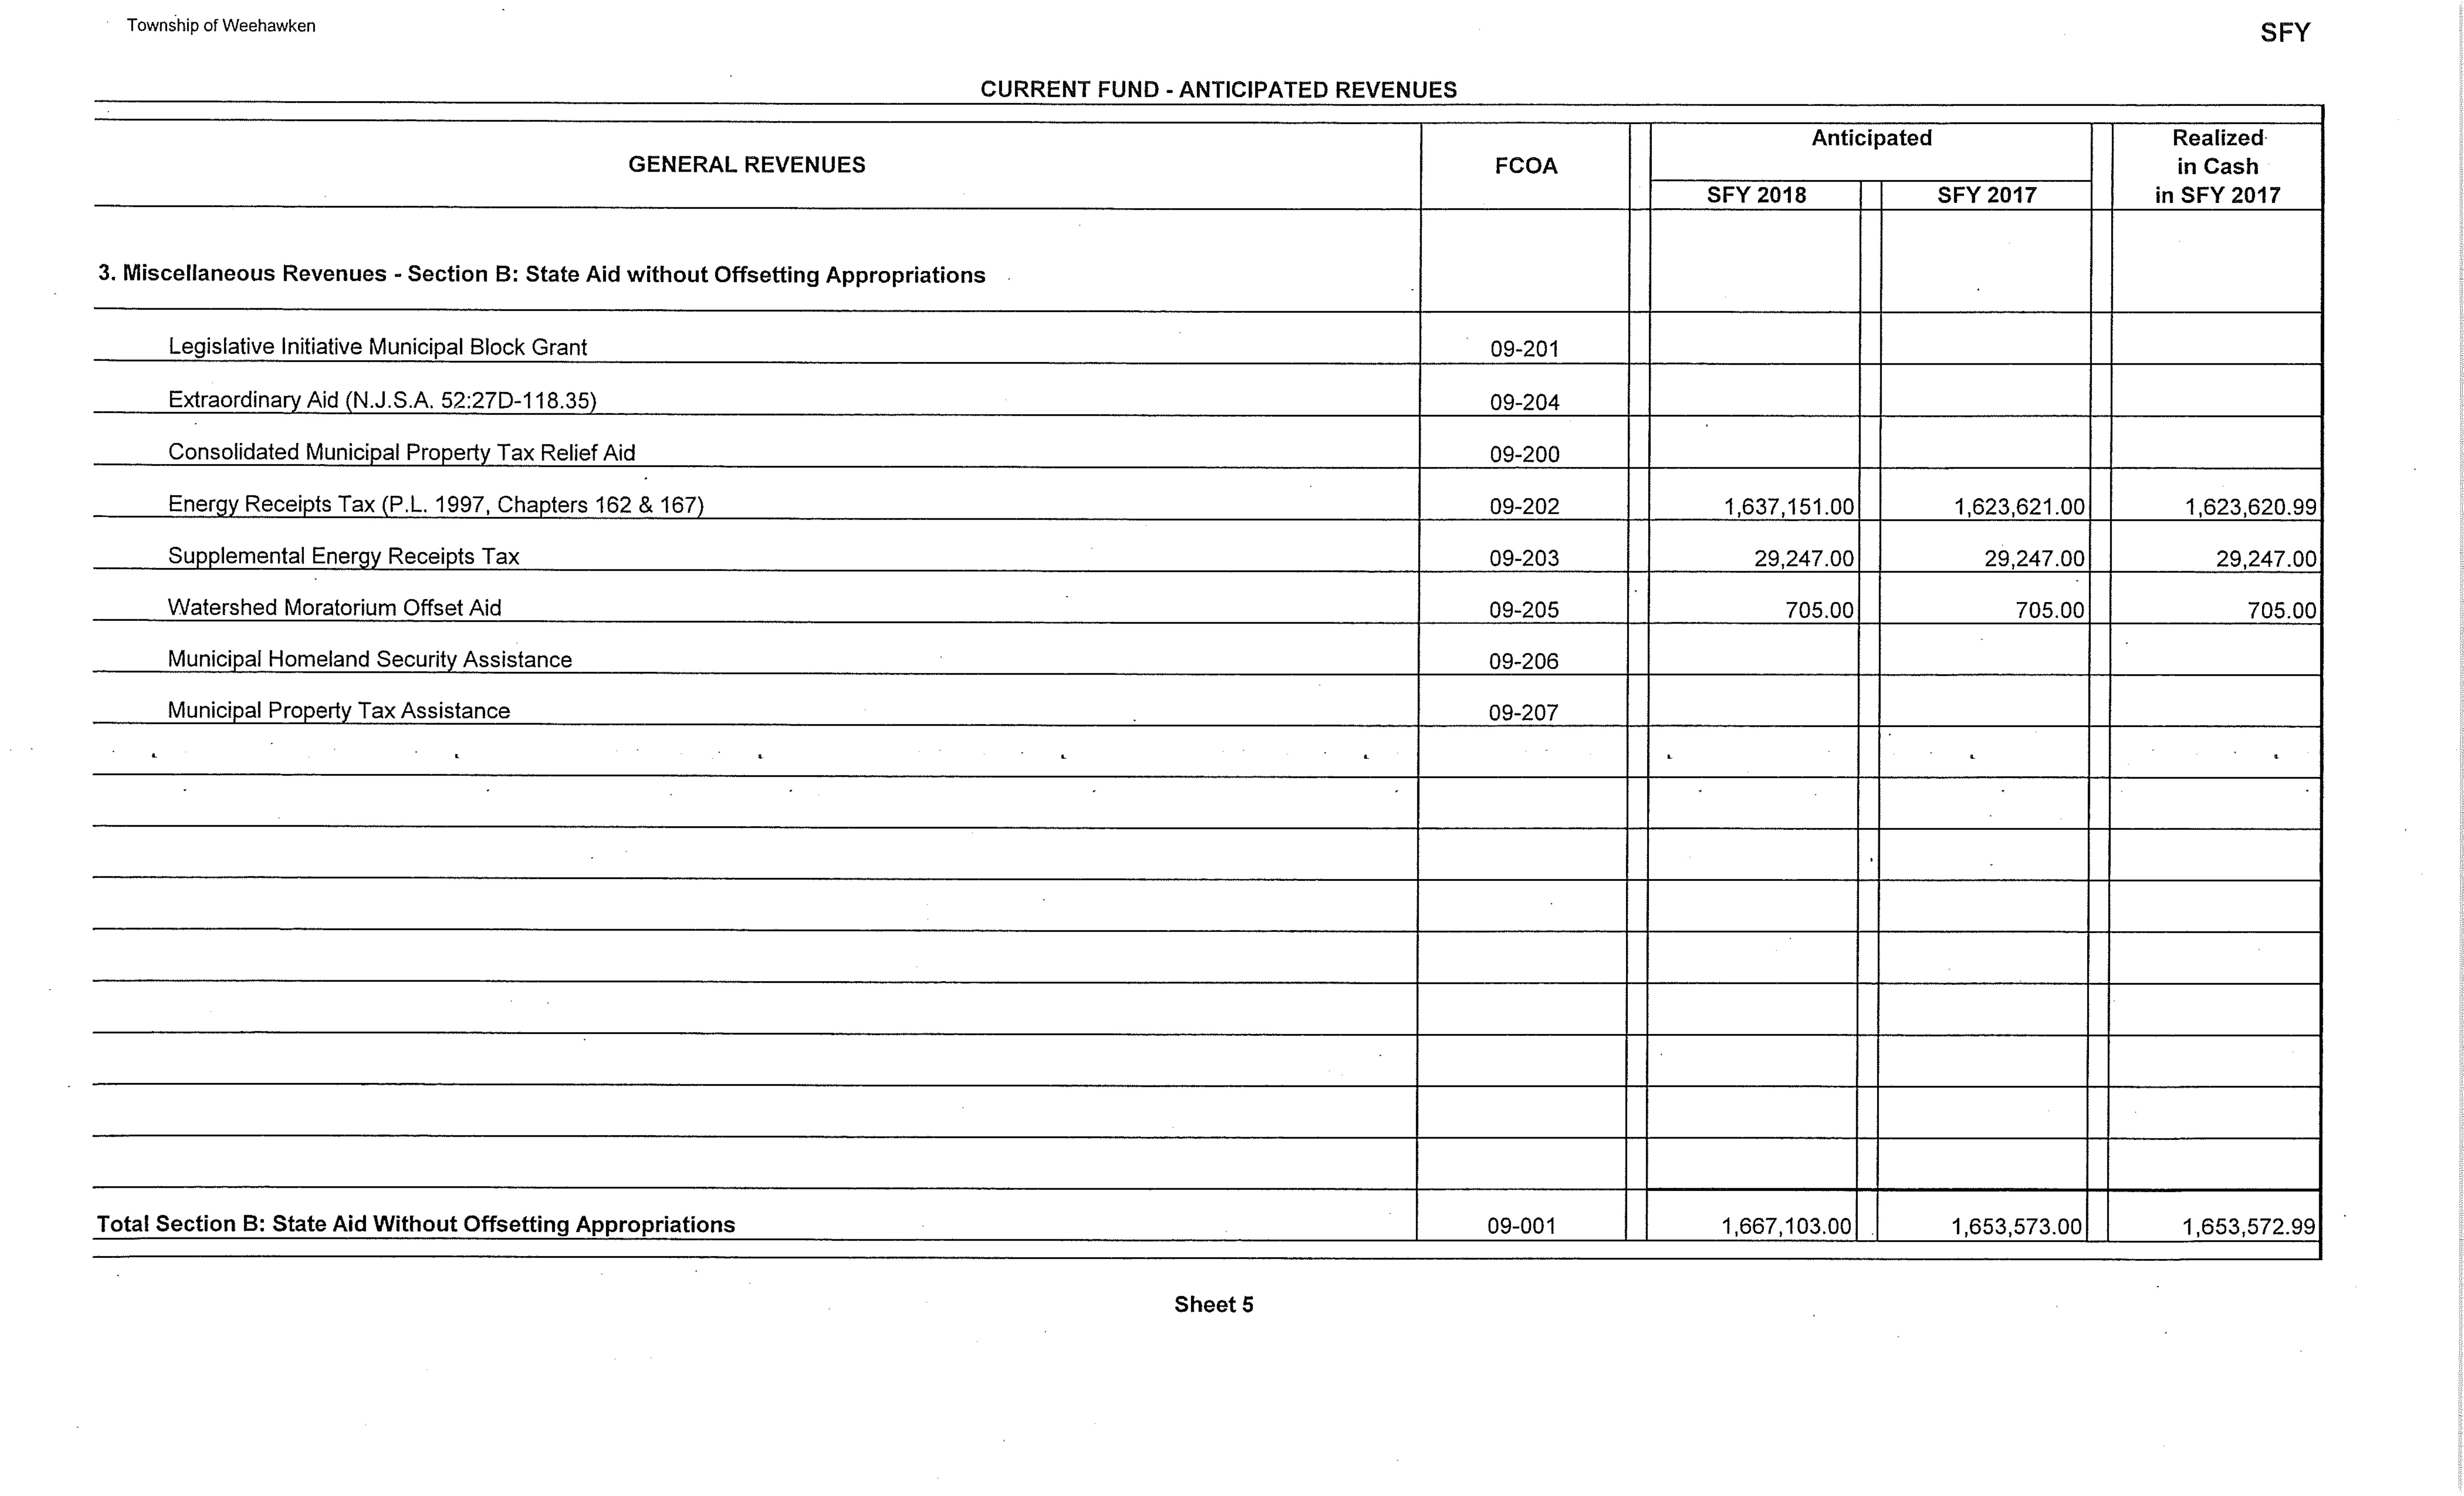 Township of Weehawken
SFY
CURRENT FUND - ANTICIPATED REVENUES
GENERAL REVENUES FCOA Anticipated Realized in Cash in SFY 2017
SFY 2018 SFY 2017
3. Miscellaneous Revenues - Section B: State Aid without Offsetting Appropriations
Legislative Initiative Municipal Block Grant 09-201
Extraordinary Aid (N.J.S.A. 52:27D-118.35) 09-204
Consolidated Municipal Property Tax Relief Aid 09-200
Energy Receipts Tax (P.L. 1997, Chapters 162 & 167) 09-202 1,637,151.00 1,623,621.00 1,623,620.99
Supplemental Energy Receipts Tax 09-203 29,247.00 29,247.00 29,247.00
Watershed Moratorium Offset Aid 09-205 705.00 705.00 705.00
Municipal Homeland Security Assistance 09-206
Municipal Property Tax Assistance 09-207
Total Section B: State Aid Without Offsetting Appropriations 09-001 1,667,103.00 1,653,573.00 1,653,572.99
Sheet 5